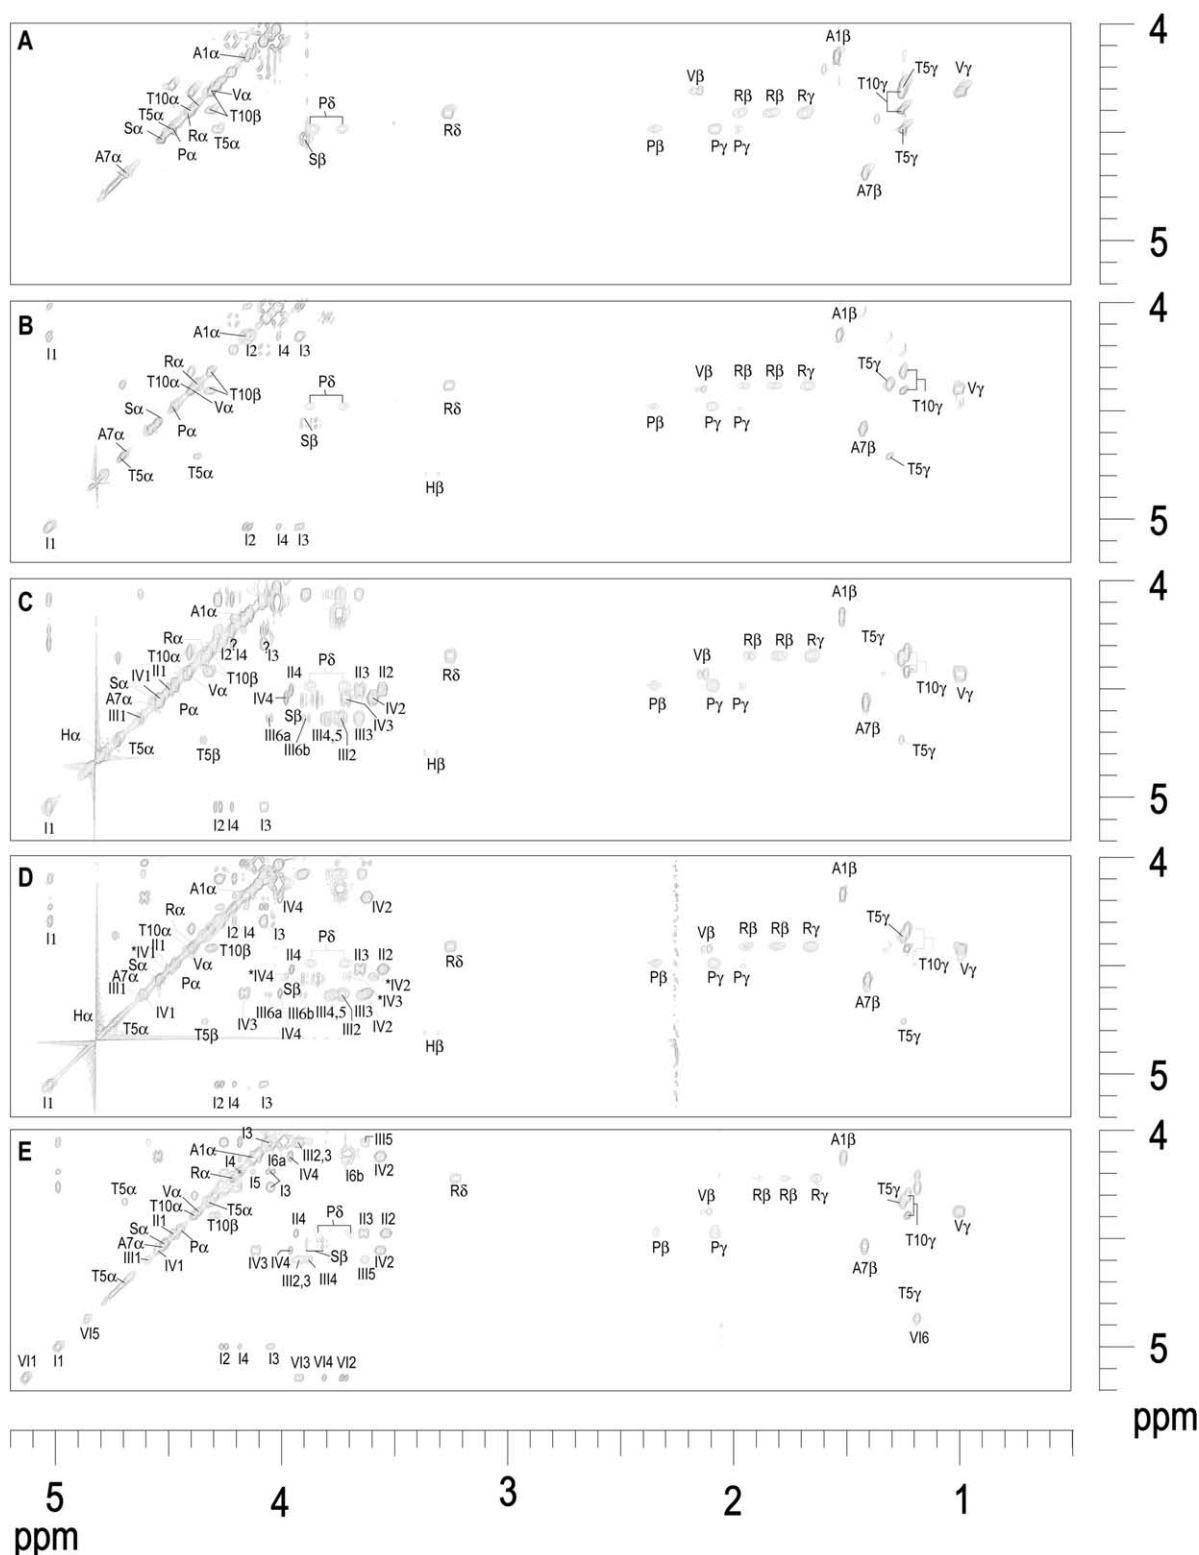 A
A1β
4
A1α
T5γ
Vβ
T10γ
Vγ
Vα
Pδ
Rβ Rβ Rγ
T10α
T10β
T5α
Rα
Rδ
Sα
T5α
Pα
Sβ
Pβ Pγ Pγ
T5γ
A7α
A7β
5
B
A1β
4
A1α
I1
I2 I4 I3
Rα
T5γ
T10α
T10β
Pδ
Vβ Rβ Rβ Rγ
Vγ
Vα
Rδ
T10γ
Sα
Pα
Sβ
Pβ Pγ Pγ
A7α
A7β
T5α
T5α
T5γ
Hβ
5
I1
I2 I4 I3
C
A1β
4
A1α
Rα
? ?
T5γ
T10α
I2 I4 I3
II1
Pδ
Vβ
Rβ Rβ Rγ
IV1
T10β
II4 II3 II2
Rδ
T10γ
Sα
Vα
Vγ
A7α
IV4
IV2
III1
Pα
Sβ
IV3
Pβ Pγ Pγ
A7β
Hα
III6a
III4,5 III3
T5α
T5β
III6b
III2
T5γ
Hβ
5
I1
I2 I4 I3
D
A1β
4
A1α
IV4
IV2
Rα
T5γ
I1
T10α
I2 I4 I3
Vβ
Rβ Rβ Rγ
*IV1
II1
T10β
Pδ
Rδ
Sα
Vα
II4 II3 II2
T10γ
Vγ
A7α
*IV4
Pβ Pγ Pγ
III1
Pα
Sβ
*IV2
A7β
*IV3
Hα
IV1
III6a III6b III4,5 III3
T5α
T5β
IV3
IV4
III2
IV2
T5γ
Hβ
5
I1
I2 I4 I3
E
I3
III5
A1β
4
A1α
III2,3
I4
I6a
IV4
IV2
Rα
I5
I6b
T5α
Vα
I3
Rδ
Vβ
Rβ Rβ Rγ
T5γ
T10α
T5α
II1
T10β
II4
Pδ
II3 II2
Vγ
Sα
T10γ
A7α
Pα
Sβ
Pβ
Pγ
III1
IV1
IV3 IV4
IV2
A7β
T5α
III2,3
III4
III5
T5γ
VI5
VI6
5
VI1 I1
I2 I4 I3
VI3 VI4 VI2
ppm
5 4 3 2 1
ppm